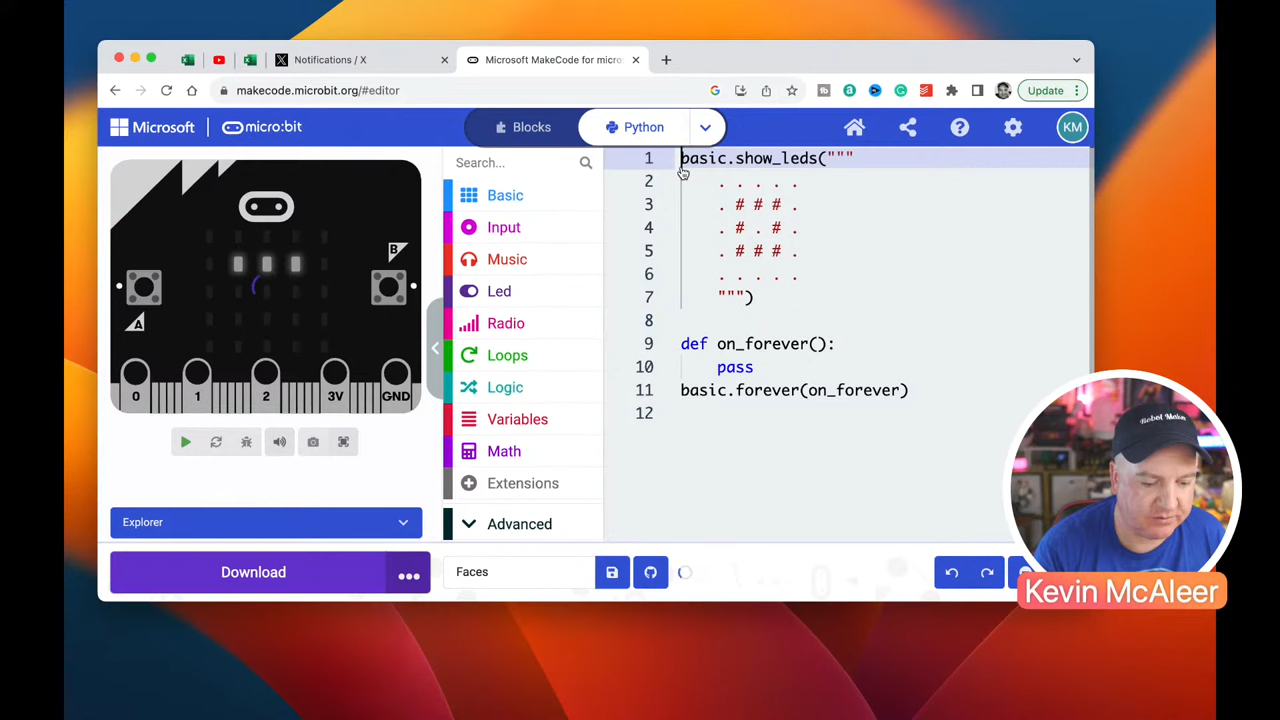 Notifications / X
Microsoft MakeCode for micro:
makecode.microbit.org/#editor
Update
Microsoft
micro:bit
Blocks
Python
KM
Search...
Basic
Input
Music
Led
Radio
Loops
Logic
Variables
Math
Extensions
Advanced
A
B
0
1
2
3V
GND
Explorer
Download
Faces
1 basic.show_leds("""
2 . . . . .
3 . # # # .
4 . # . # .
5 . # # # .
6 . . . . .
7 """)
8
9 def on_forever():
10 pass
11 basic.forever(on_forever)
12
Robot Maker
Kevin McAleer